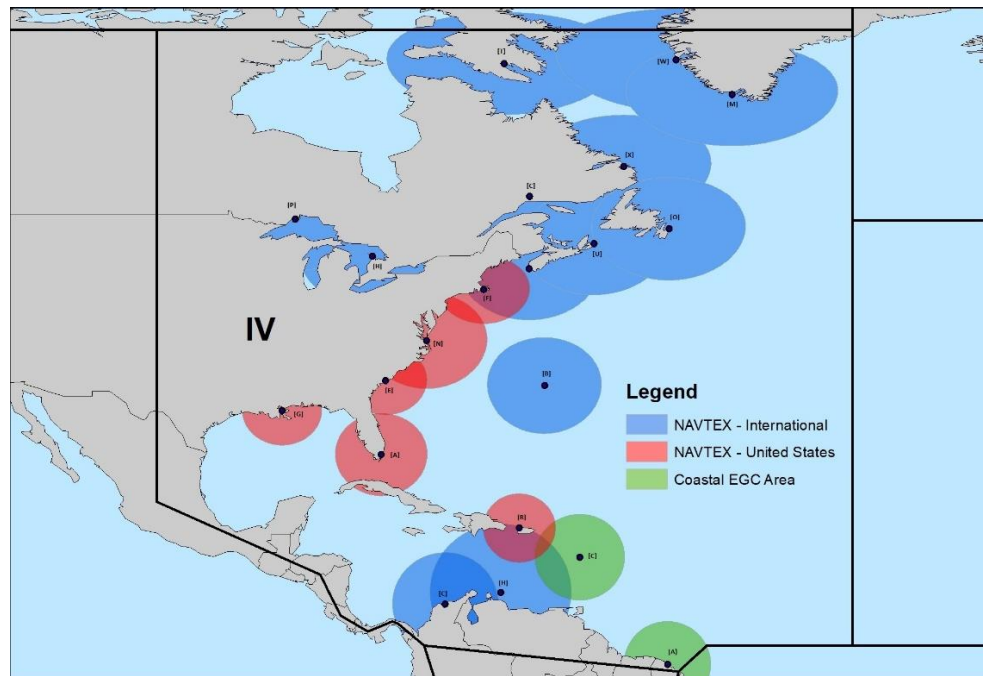 [I]
[W]
[M]
[X]
[C]
[P]
[O]
[U]
[H]
[F]
IV
[N]
[B]
[E]
Legend
NAVTEX - International
[G]
NAVTEX - United States
[A]
Coastal EGC Area
[R]
[C]
[H]
[C]
[A]